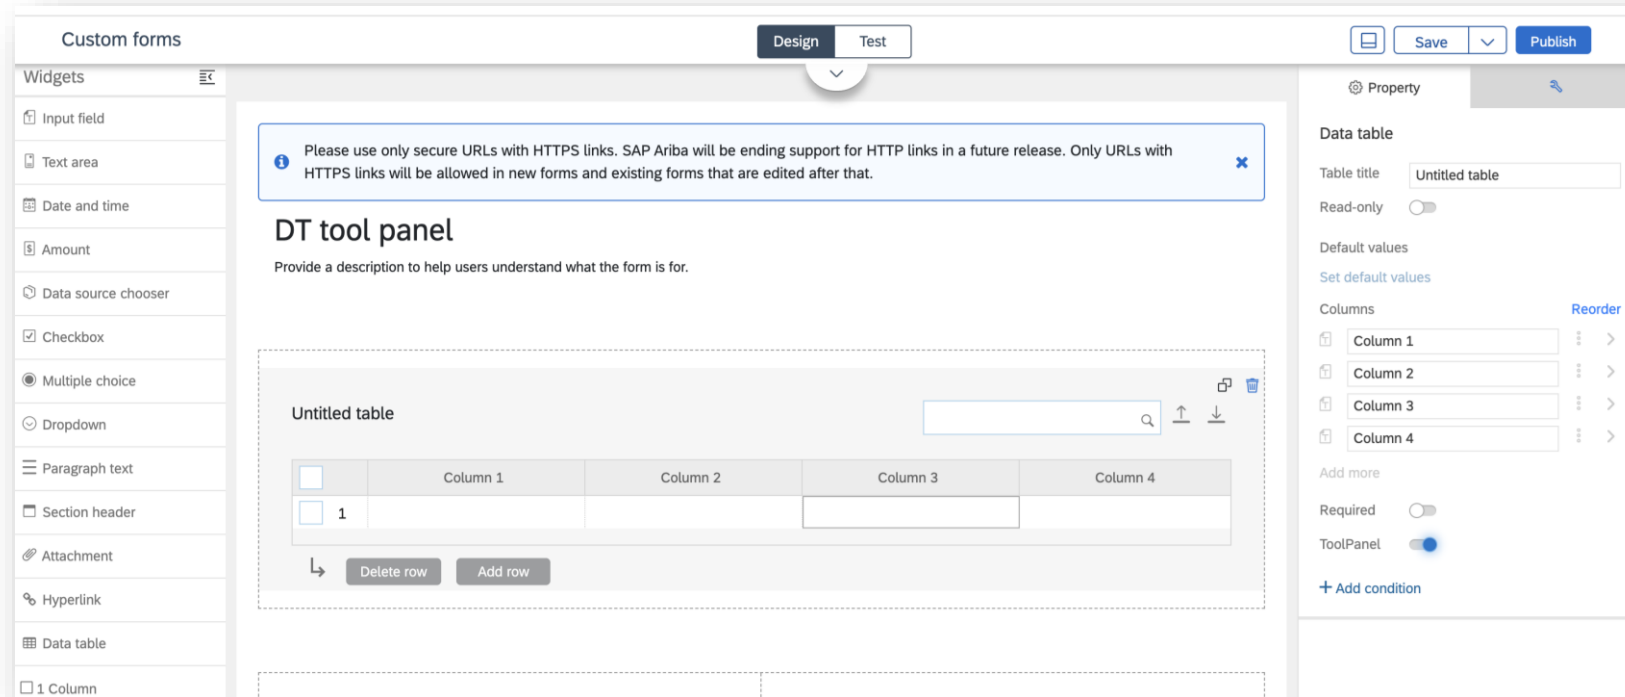 Custom forms
Design
Test
Save
Publish
Widgets
Input field
Text area
Date and time
Amount
Data source chooser
Checkbox
Multiple choice
Dropdown
Paragraph text
Section header
Attachment
Hyperlink
Data table
1 Column
Please use only secure URLs with HTTPS links. SAP Ariba will be ending support for HTTP links in a future release. Only URLs with
HTTPS links will be allowed in new forms and existing forms that are edited after that.
DT tool panel
Provide a description to help users understand what the form is for.
Untitled table
Column 1 Column 2 Column 3 Column 4
1
Delete row
Add row
Property
Data table
Table title Untitled table
Read-only
Default values
Set default values
Columns Reorder
Column 1
Column 2
Column 3
Column 4
Add more
Required
ToolPanel
+ Add condition